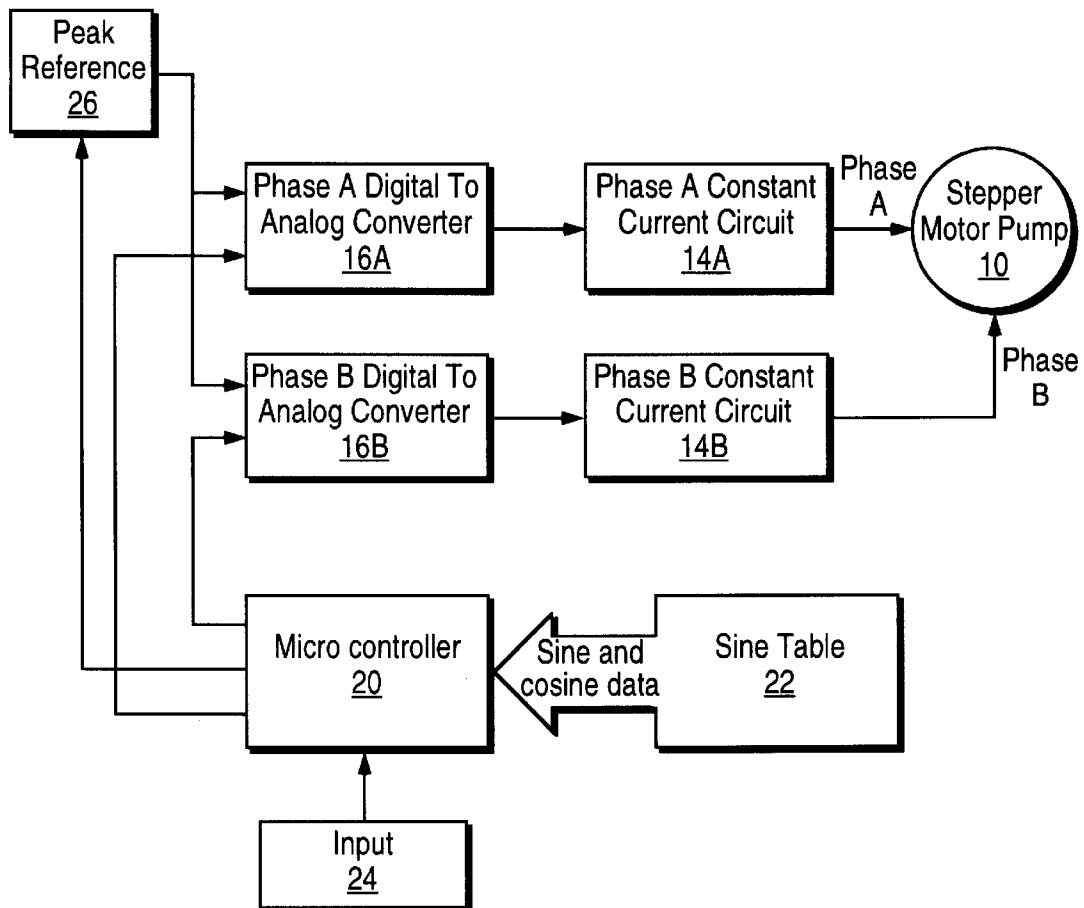 Peak
Reference
26
Phase A Digital To
Analog Converter
16A
Phase A Constant
Current Circuit
14A
Phase
A
Stepper
Motor Pump
10
Phase B Digital To
Analog Converter
16B
Phase B Constant
Current Circuit
14B
Phase
B
Micro controller
20
Sine and
cosine data
Sine Table
22
Input
24